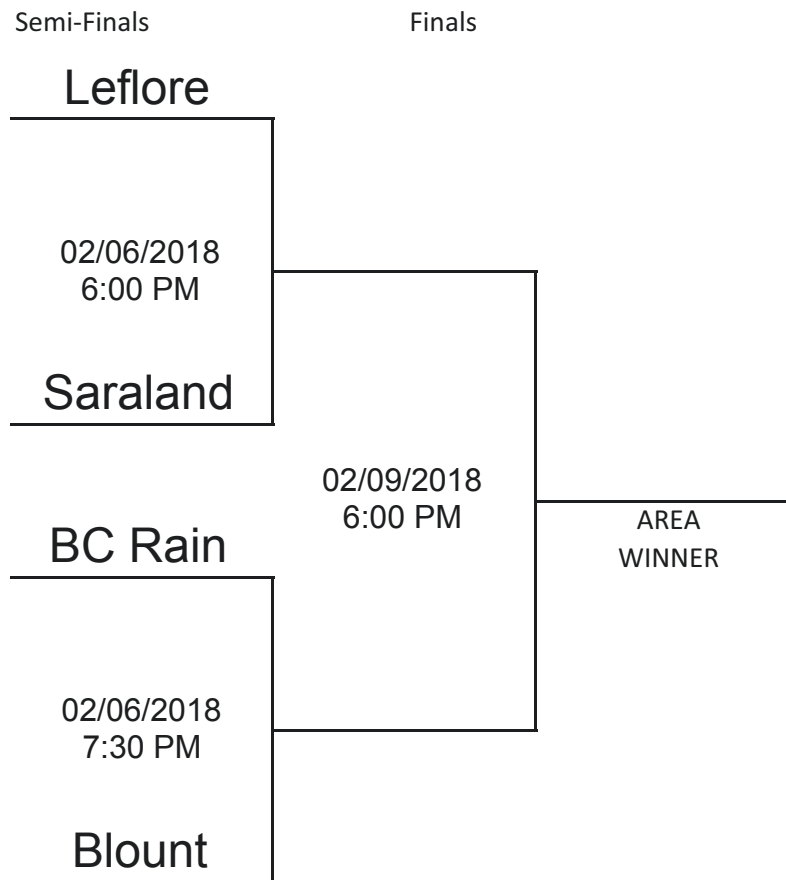 Semi-Finals
Finals
Leflore
02/06/2018
6:00 PM
Saraland
02/09/2018
6:00 PM
AREA
WINNER
BC Rain
02/06/2018
7:30 PM
Blount